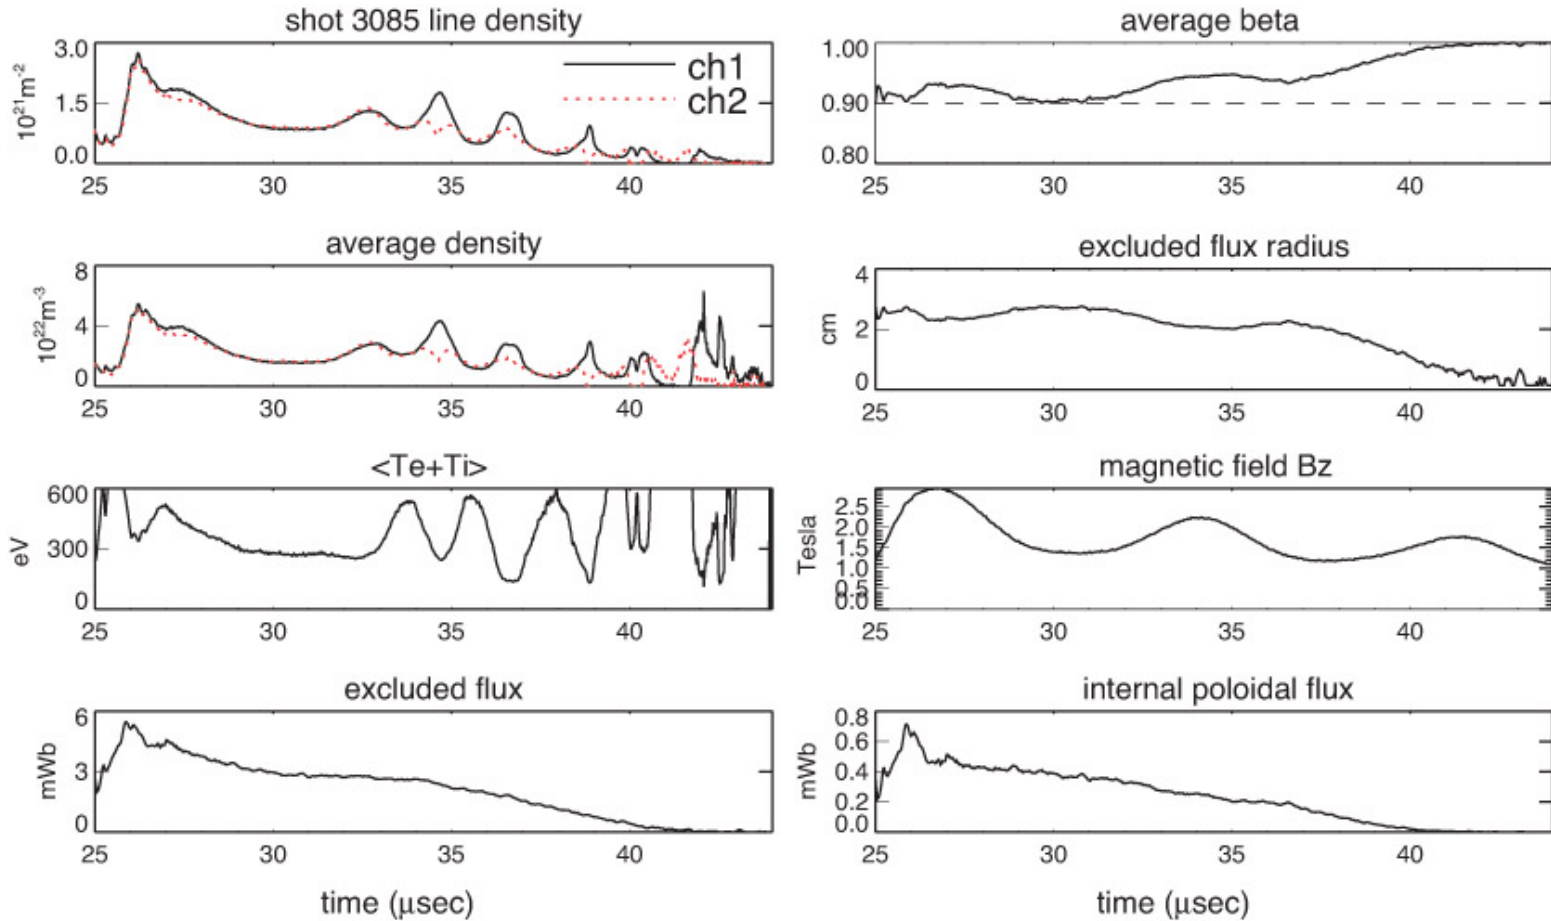 shot 3085 line density
3.0
1.5
0.0
10²¹m⁻²
ch1
ch2
25 30 35 40
average beta
1.00
0.90
0.80
25 30 35 40
average density
8
4
0
10²²m⁻³
25 30 35 40
excluded flux radius
4
2
0
cm
25 30 35 40
<Te+Ti>
600
300
0
eV
25 30 35 40
magnetic field Bz
2.5
2.0
1.5
1.0
0.5
0.0
Tesla
25 30 35 40
excluded flux
6
3
0
mWb
25 30 35 40
time (μsec)
internal poloidal flux
0.8
0.6
0.4
0.2
0.0
mWb
25 30 35 40
time (μsec)